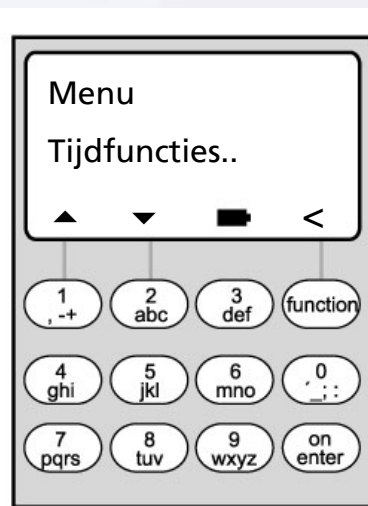 Menu
Tijdfuncties..
<
1 2 3 function
, -+ abc def
4 5 6 0
ghi jkl mno ´_;:
7 8 9 on
pqrs tuv wxyz enter